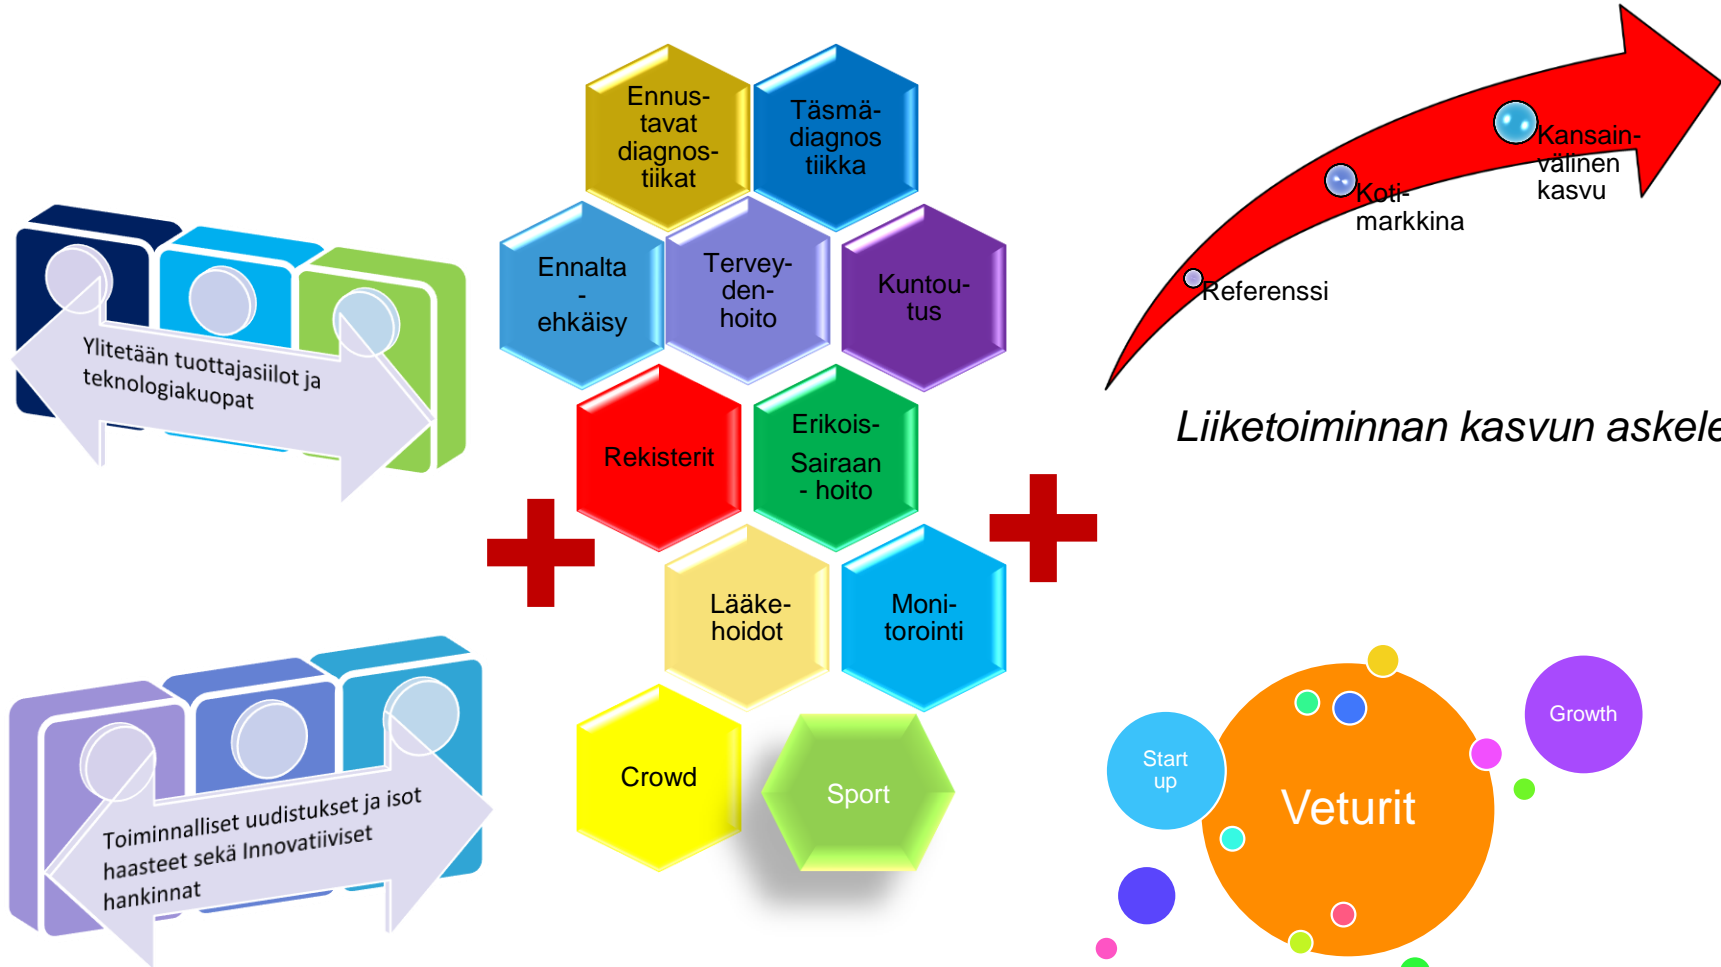 Ylitetään tuottajasiilot ja
teknologiakuopat
Toiminnalliset uudistukset ja isot
haasteet sekä Innovatiiviset
hankinnat
Ennus-
tavat
diagnos-
tiikat
Täsmä-
diagnos
tiikka
Ennalta
-
ehkäisy
Tervey-
den-
hoito
Kuntou-
tus
Rekisterit
Erikois-
Sairaan
- hoito
Lääke-
hoidot
Moni-
torointi
Crowd
Sport
Referenssi
Koti-
markkina
Kansain-
välinen
kasvu
Liiketoiminnan kasvun askele
Start
up
Veturit
Growth